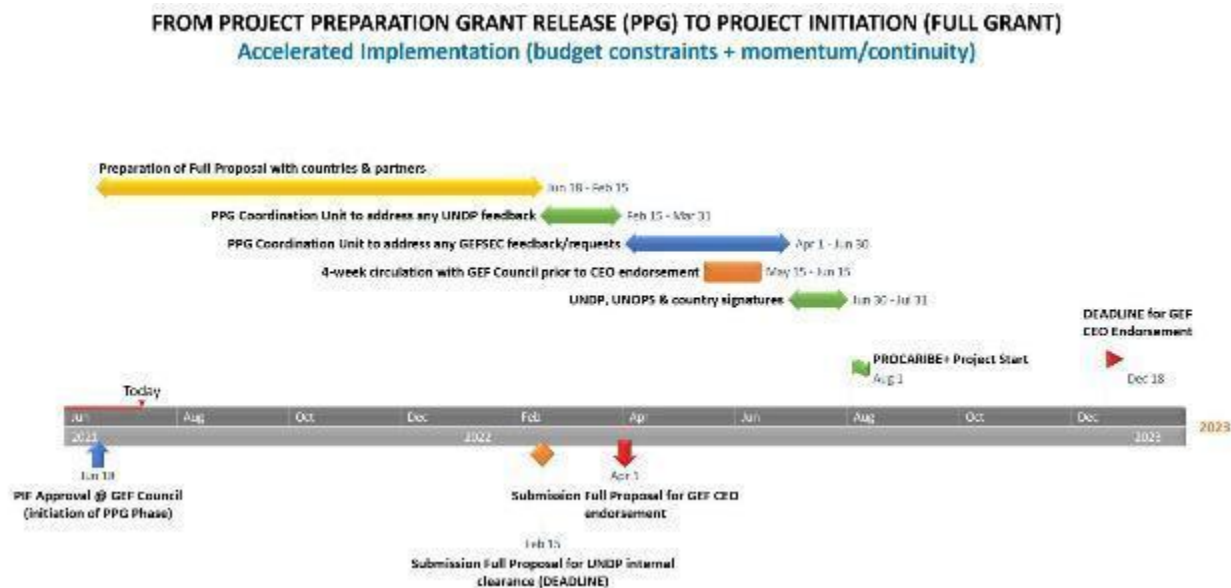 FROM PROJECT PREPARATION GRANT RELEASE (PPG) TO PROJECT INITIATION (FULL GRANT)
Accelerated Implementation (budget constraints + momentum/continuity)
Preparation of Full Proposal with countries & partners
Jun 18 - Feb 15
PPG Coordination Unit to address any UNDP feedback
Feb 15 - Mar 31
PPG Coordination Unit to address any GEFSEC feedback/requests
Apr 1 - Jun 30
4-week circulation with GEF Council prior to CEO endorsement
May 15 - Jun 15
UNDP, UNOPS & country signatures
Jun 30 - Jul 31
DEADLINE for GEF
CEO Endorsement
Dec 18
PROCARIBE+ Project Start
Aug 1
Today
Jun Aug Oct Dec Feb Apr Jun Aug Oct Dec
2021 2022 2023
2023
Jun 18
PIF Approval @ GEF Council
(initiation of PPG Phase)
Apr 1
Submission Full Proposal for GEF CEO
endorsement
Feb 15
Submission Full Proposal for UNDP internal
clearance (DEADLINE)